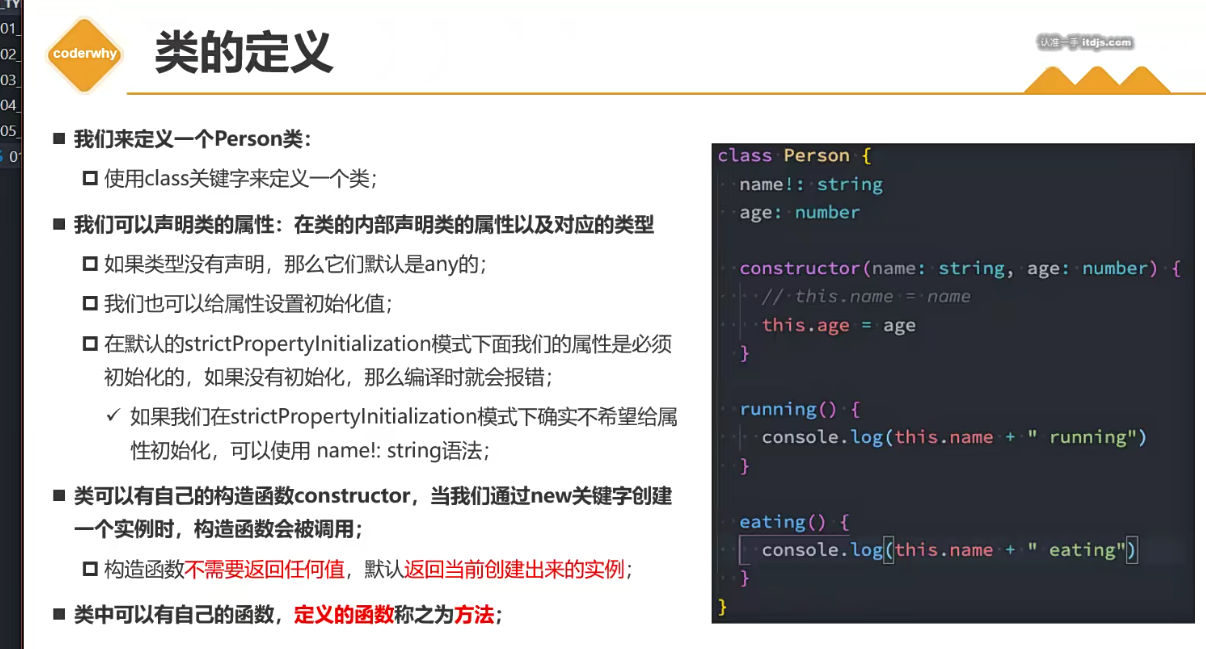 _TY
01_
02_
03_
04_
05_
01
coderwhy
类的定义
认准一手 itdjs.com
我们来定义一个Person类：
使用class关键字来定义一个类；
我们可以声明类的属性：在类的内部声明类的属性以及对应的类型
如果类型没有声明，那么它们默认是any的；
我们也可以给属性设置初始化值；
在默认的strictPropertyInitialization模式下面我们的属性是必须
初始化的，如果没有初始化，那么编译时就会报错；
✓ 如果我们在strictPropertyInitialization模式下确实不希望给属
性初始化，可以使用 name!: string语法；
类可以有自己的构造函数constructor，当我们通过new关键字创建
一个实例时，构造函数会被调用；
构造函数不需要返回任何值，默认返回当前创建出来的实例；
类中可以有自己的函数，定义的函数称之为方法；
class Person {
name!: string
age: number
constructor(name: string, age: number) {
// this.name = name
this.age = age
}
running() {
console.log(this.name + " running")
}
eating() {
console.log(this.name + " eating")
}
}